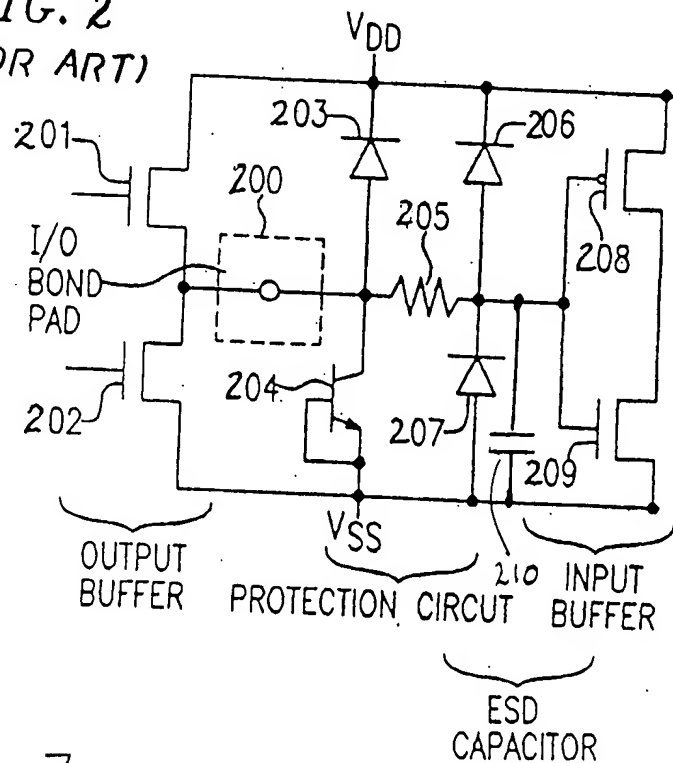 FIG. 2
OR ART)
VDD
203
206
201
200
205
208
I/O
BOND
PAD
204
207
202
209
VSS
210
OUTPUT
BUFFER
PROTECTION CIRCUT
INPUT
BUFFER
ESD
CAPACITOR